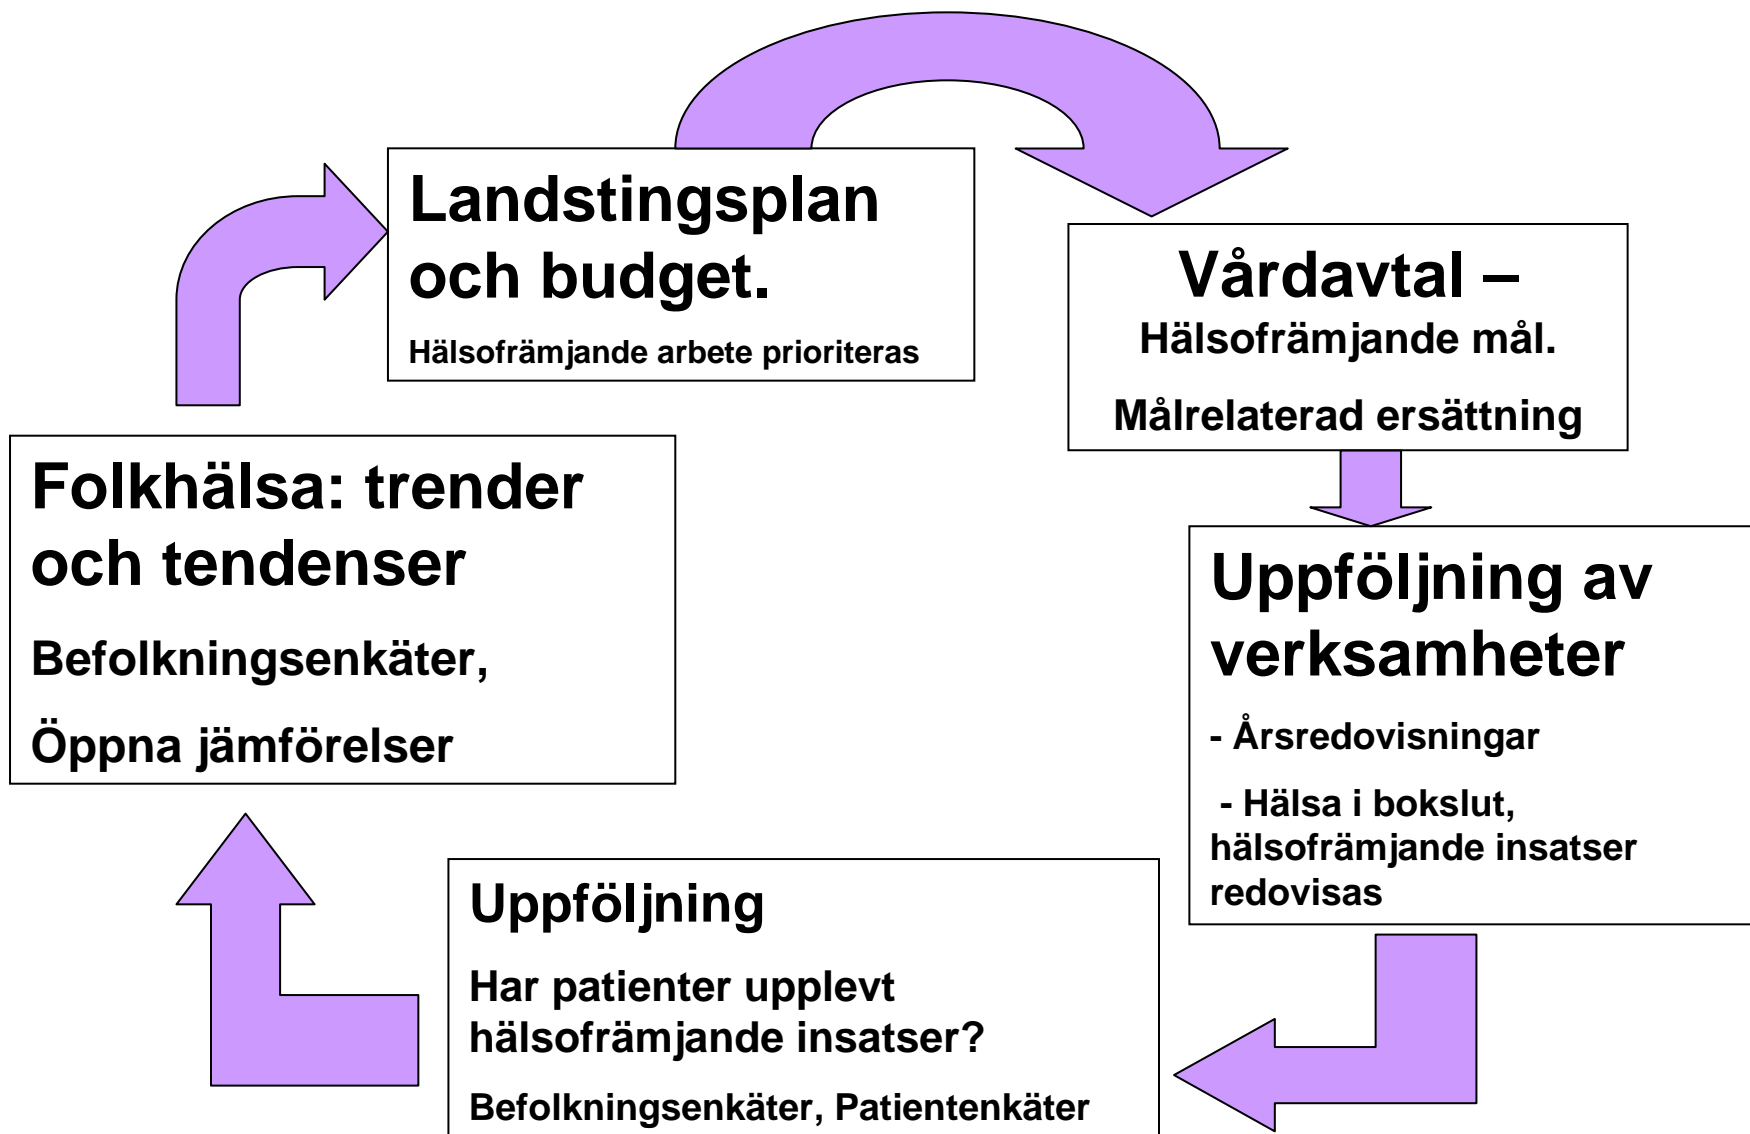 Landstingsplan
och budget.
Hälsofrämjande arbete prioriteras
Vårdavtal –
Hälsofrämjande mål.
Målrelaterad ersättning
Folkhälsa: trender
och tendenser
Befolkningsenkäter,
Öppna jämförelser
Uppföljning av
verksamheter
- Årsredovisningar
- Hälsa i bokslut,
hälsofrämjande insatser
redovisas
Uppföljning
Har patienter upplevt
hälsofrämjande insatser?
Befolkningsenkäter, Patientenkäter